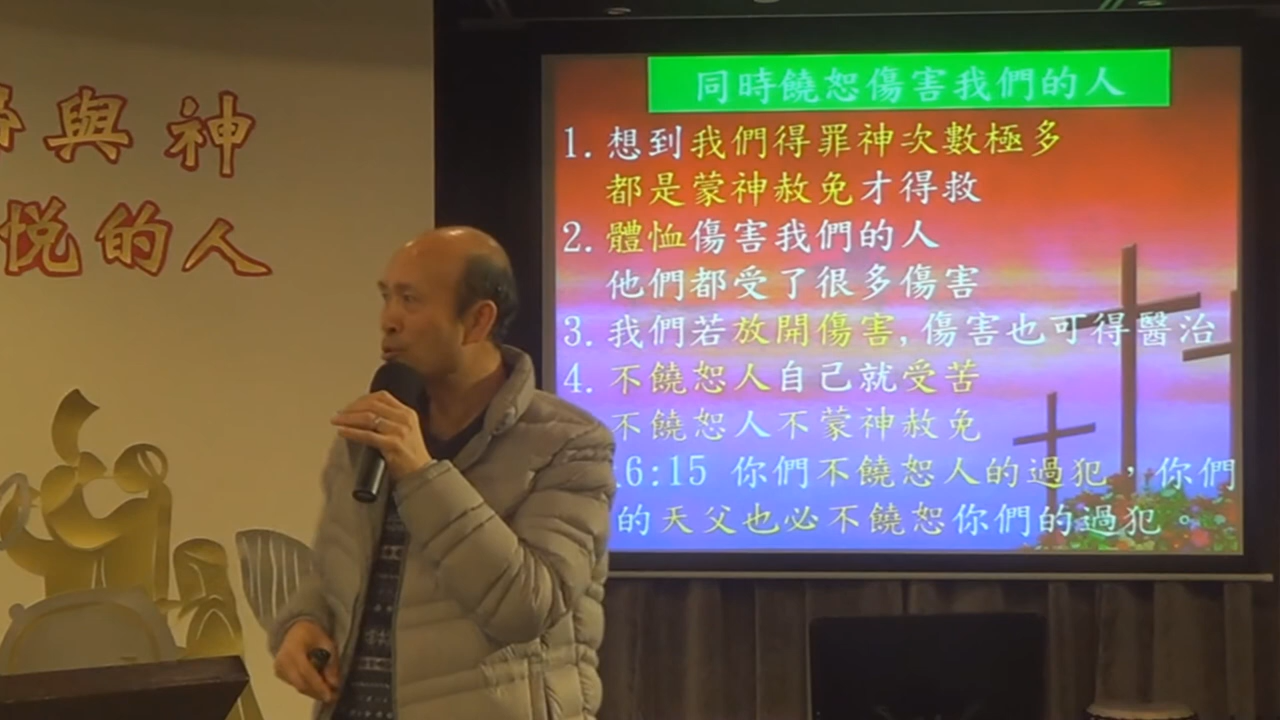 與神
悅的人
同時饒恕傷害我們的人
1. 想到我們得罪神次數極多
都是蒙神赦免才得救
2. 體恤傷害我們的人
他們都受了很多傷害
3. 我們若放開傷害,傷害也可得醫治
4. 不饒恕人自己就受苦
不饒恕人不蒙神赦免
6:15 你們不饒恕人的過犯，你們
的天父也必不饒恕你們的過犯。